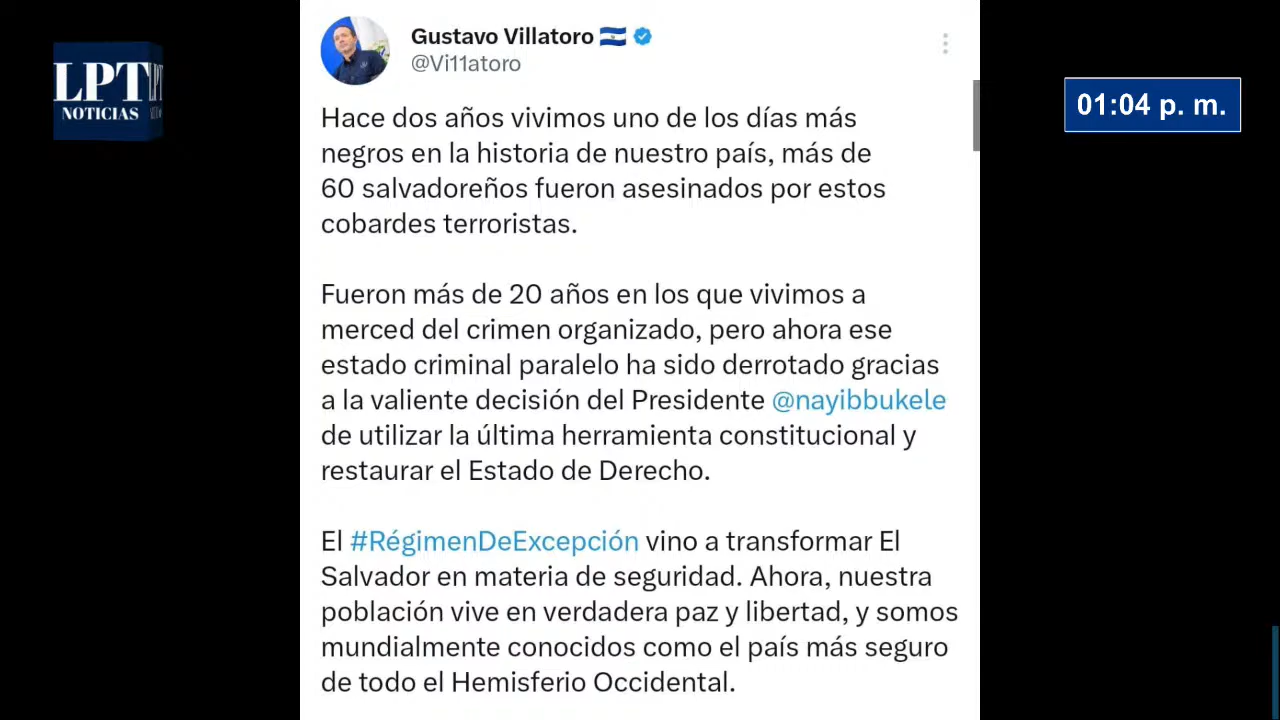 LPT
NOTICIAS
Gustavo Villatoro 🇸🇻
@Vi11atoro
01:04 p. m.
Hace dos años vivimos uno de los días más
negros en la historia de nuestro país, más de
60 salvadoreños fueron asesinados por estos
cobardes terroristas.
Fueron más de 20 años en los que vivimos a
merced del crimen organizado, pero ahora ese
estado criminal paralelo ha sido derrotado gracias
a la valiente decisión del Presidente @nayibbukele
de utilizar la última herramienta constitucional y
restaurar el Estado de Derecho.
El #RégimenDeExcepción vino a transformar El
Salvador en materia de seguridad. Ahora, nuestra
población vive en verdadera paz y libertad, y somos
mundialmente conocidos como el país más seguro
de todo el Hemisferio Occidental.